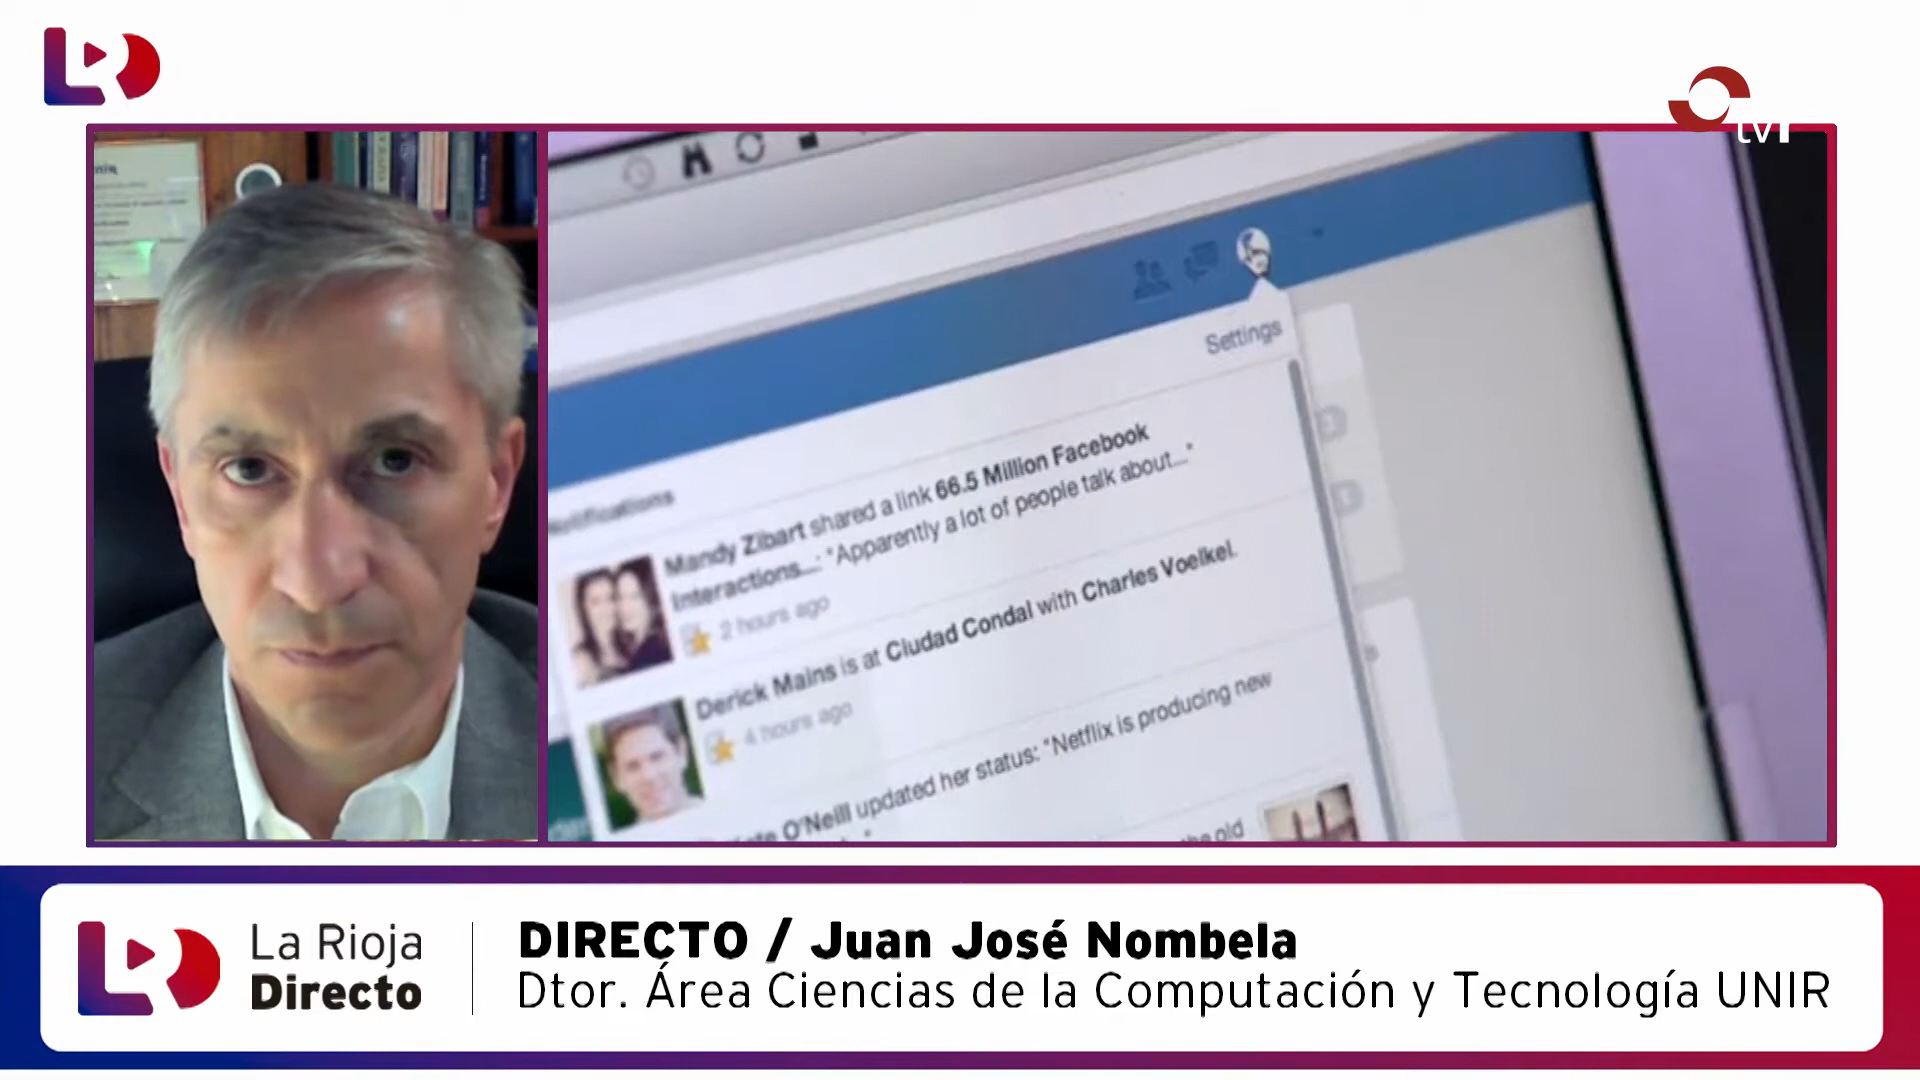 tvr
Settings
Notifications
Mandy Zibart shared a link 66.5 Million Facebook
Interactions...: "Apparently a lot of people talk about..."
2 hours ago
Derick Mains is at Ciudad Condal with Charles Voelkel.
4 hours ago
O'Neill updated her status: "Netflix is producing new
the old
La Rioja
Directo
DIRECTO / Juan José Nombela
Dtor. Área Ciencias de la Computación y Tecnología UNIR